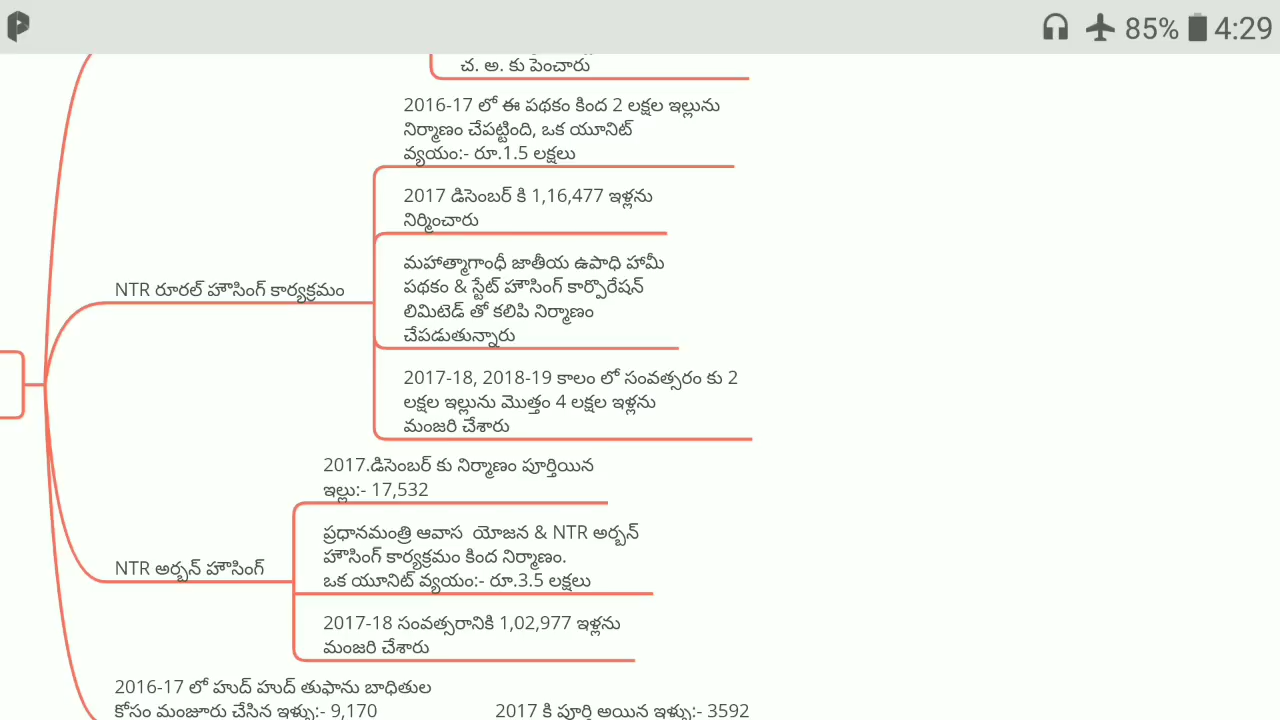 85% 4:29
చ. అ. కు పెంచారు
2016-17 లో ఈ పథకం కింద 2 లక్షల ఇల్లును
నిర్మాణం చేపట్టింది, ఒక యూనిట్
వ్యయం:- రూ.1.5 లక్షలు
2017 డిసెంబర్ కి 1,16,477 ఇళ్లను
నిర్మించారు
NTR రూరల్ హౌసింగ్ కార్యక్రమం
మహాత్మాగాంధీ జాతీయ ఉపాధి హామీ
పథకం & స్టేట్ హౌసింగ్ కార్పొరేషన్
లిమిటెడ్ తో కలిపి నిర్మాణం
చేపడుతున్నారు
2017-18, 2018-19 కాలం లో సంవత్సరం కు 2
లక్షల ఇల్లును మొత్తం 4 లక్షల ఇళ్లను
మంజరి చేశారు
2017.డిసెంబర్ కు నిర్మాణం పూర్తియిన
ఇల్లు:- 17,532
NTR అర్బన్ హౌసింగ్
ప్రధానమంత్రి ఆవాస యోజన & NTR అర్బన్
హౌసింగ్ కార్యక్రమం కింద నిర్మాణం.
ఒక యూనిట్ వ్యయం:- రూ.3.5 లక్షలు
2017-18 సంవత్సరానికి 1,02,977 ఇళ్లను
మంజరి చేశారు
2016-17 లో హుద్ హుద్ తుఫాను బాధితుల
కోసం మంజూరు చేసిన ఇళ్ళు:- 9,170
2017 కి పూర్తి అయిన ఇళ్ళు:- 3592